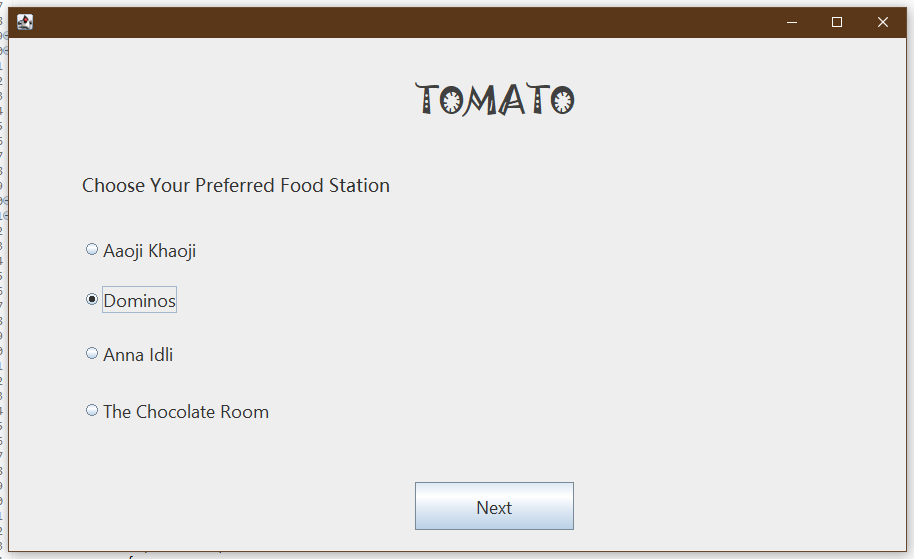 TOMATO
Choose Your Preferred Food Station
Aaoji Khaoji
Dominos
Anna Idli
The Chocolate Room
Next